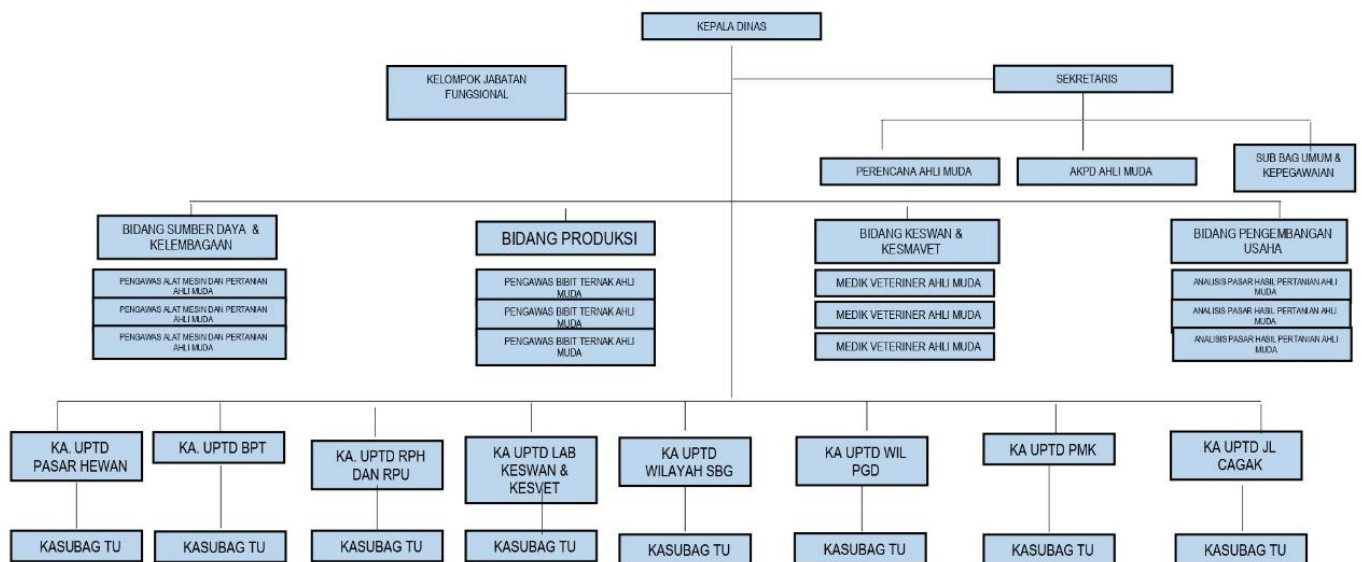 KEPALA DINAS
KELOMPOK JABATAN
FUNGSIONAL
SEKRETARIS
PERENCANA AHLI MUDA
AKPD AHLI MUDA
SUB BAG UMUM &
KEPEGAWAIAN
BIDANG SUMBER DAYA &
KELEMBAGAAN
PENGAWAS ALAT MESIN DAN PERTANIAN
AHLI MUDA
PENGAWAS ALAT MESIN DAN PERTANIAN
AHLI MUDA
PENGAWAS ALAT MESIN DAN PERTANIAN
AHLI MUDA
BIDANG PRODUKSI
PENGAWAS BIBIT TERNAK AHLI
MUDA
PENGAWAS BIBIT TERNAK AHLI
MUDA
PENGAWAS BIBIT TERNAK AHLI
MUDA
BIDANG KESWAN &
KESMAVET
MEDIK VETERINER AHLI MUDA
MEDIK VETERINER AHLI MUDA
MEDIK VETERINER AHLI MUDA
BIDANG PENGEMBANGAN
USAHA
ANALISIS PASAR HASIL PERTANIAN AHLI
MUDA
ANALISIS PASAR HASIL PERTANIAN AHLI
MUDA
ANALISIS PASAR HASIL PERTANIAN AHLI
MUDA
KA. UPTD
PASAR HEWAN
KA. UPTD BPT
KA. UPTD RPH
DAN RPU
KA UPTD LAB
KESWAN &
KESVET
KA UPTD
WILAYAH SBG
KA UPTD WIL
PGD
KA UPTD PMK
KA UPTD JL
CAGAK
KASUBAG TU
KASUBAG TU
KASUBAG TU
KASUBAG TU
KASUBAG TU
KASUBAG TU
KASUBAG TU
KASUBAG TU